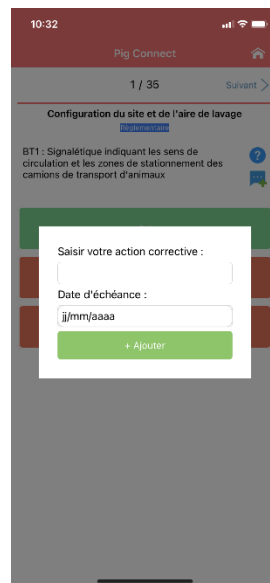 10:32
Pig Connect
1 / 35
Suivant >
Configuration du site et de l'aire de lavage
Réglementaire
BT1 : Signalétique indiquant les sens de
circulation et les zones de stationnement des
camions de transport d'animaux
?
Saisir votre action corrective :
Date d'échéance :
jj/mm/aaaa
+ Ajouter